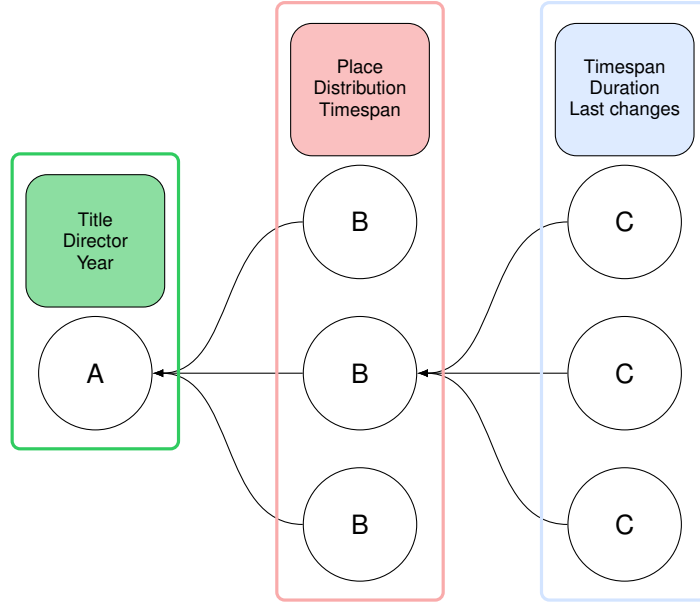 Title
Director
Year
A
Place
Distribution
Timespan
B
B
B
Timespan
Duration
Last changes
C
C
C